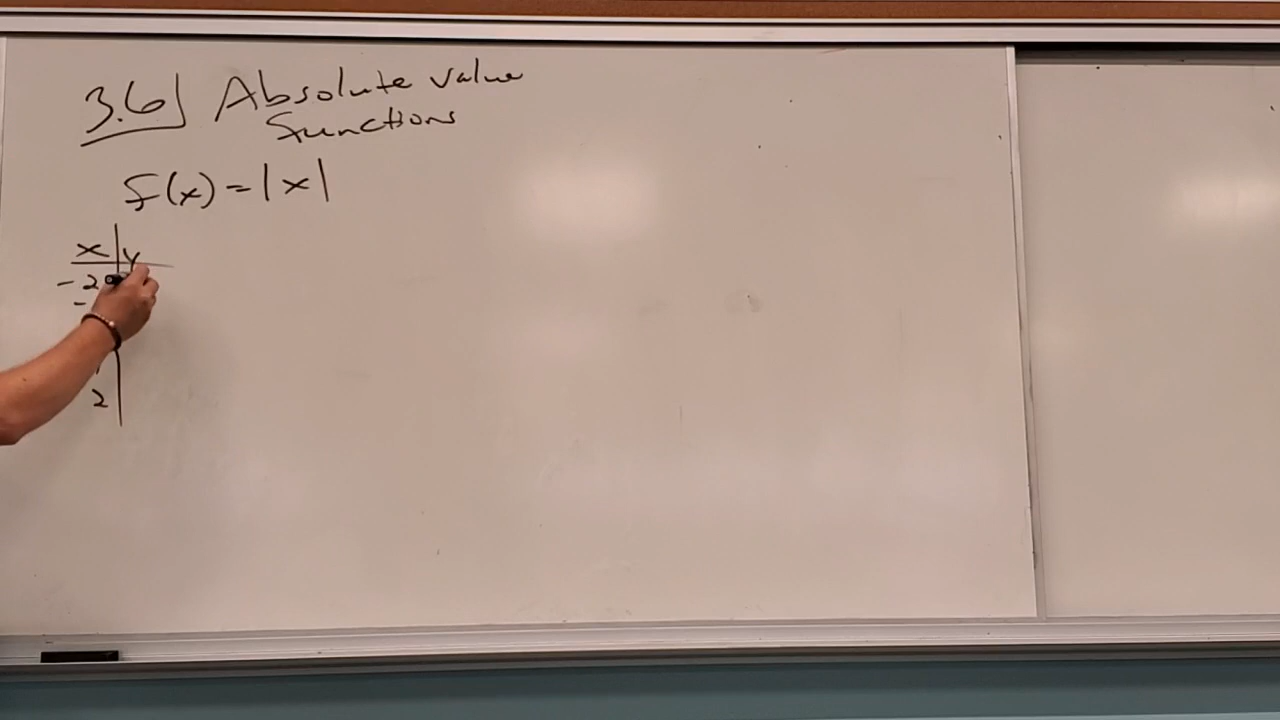 3.6 Absolute value
functions
f(x) = |x|
x y
-2
-
2